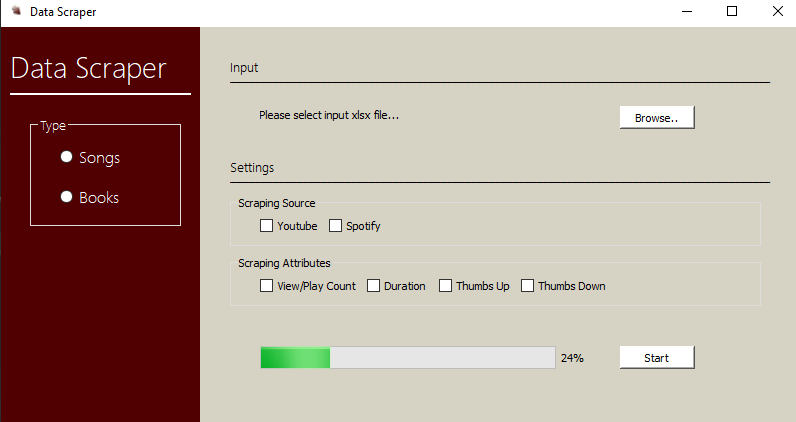 Data Scraper
Data Scraper
Type
Songs
Books
Input
Please select input xlsx file...
Browse..
Settings
Scraping Source
Youtube Spotify
Scraping Attributes
View/Play Count Duration Thumbs Up Thumbs Down
24% Start